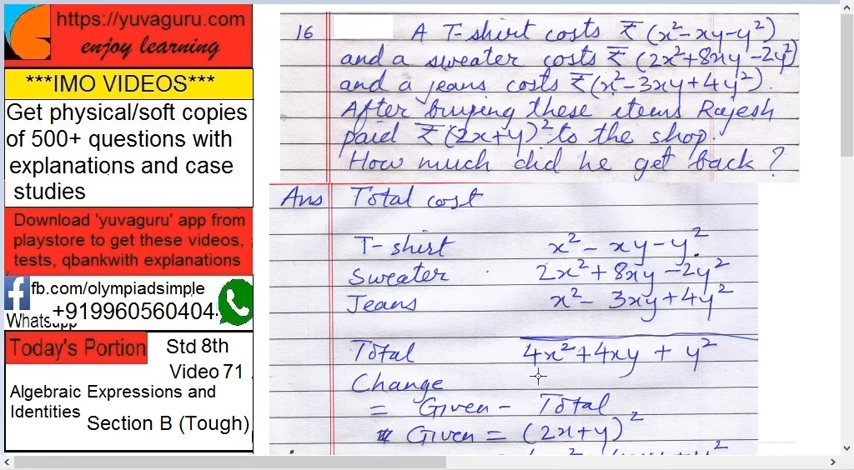 https://yuvaguru.com
enjoy learning
***IMO VIDEOS***
Get physical/soft copies
of 500+ questions with
explanations and case
studies
Download 'yuvaguru' app from
playstore to get these videos,
tests, qbankwith explanations
fb.com/olympiadsimple
+919960560404
Whatsapp
Today's Portion
Std 8th
Video 71
Algebraic Expressions and
Identities
Section B (Tough)
16 A T-shirt costs ₹ (x² - xy - y²)
and a sweater costs ₹ (2x² + 8xy - 2y²)
and a jeans costs ₹ (x² - 3xy + 4y²).
After buying these items Rajesh
paid ₹ (2x + y)² to the shop.
How much did he get back?
Ans Total cost
T-shirt x² - xy - y²
Sweater 2x² + 8xy - 2y²
Jeans x² - 3xy + 4y²
Total 4x² + 4xy + y²
Change
= Given - Total
Given = (2x + y)²